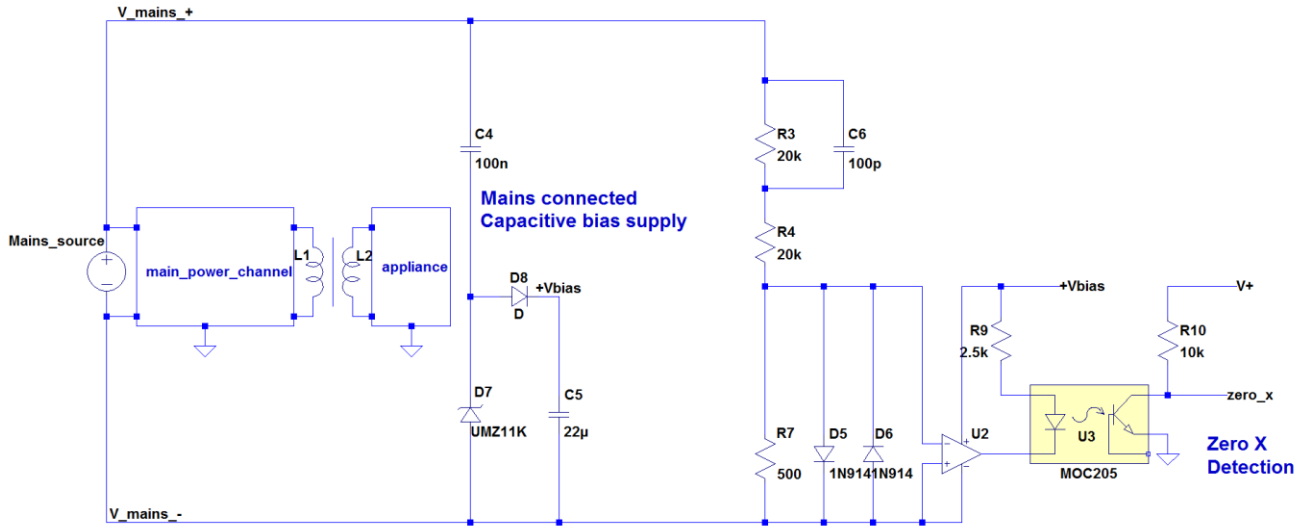 V_mains_+
C4
100n
R3
20k
C6
100p
Mains connected
Capacitive bias supply
R4
20k
Mains_source
L1
L2
main_power_channel
appliance
D8
+Vbias
D
+Vbias
V+
R9
2.5k
R10
10k
D7
UMZ11K
C5
22µ
zero_x
R7
500
D5
1N914
D6
1N914
U2
U3
MOC205
Zero X
Detection
V_mains_-